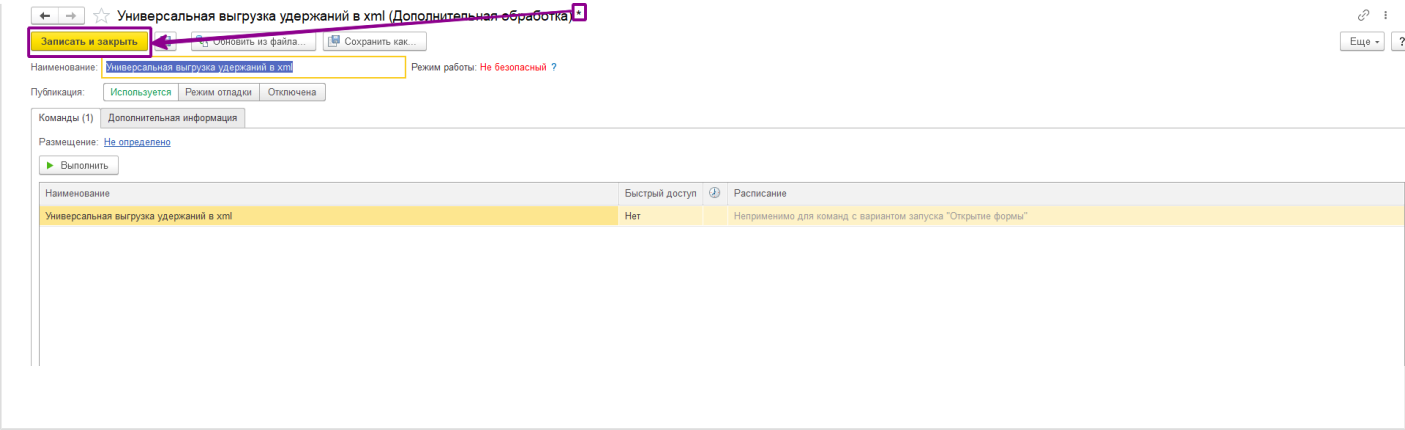 Универсальная выгрузка удержаний в xml (Дополнительная обработка) *
Записать и закрыть Обновить из файла... Сохранить как... Еще ?
Наименование: Универсальная выгрузка удержаний в xml Режим работы: Не безопасный ?
Публикация: Используется Режим отладки Отключена
Команды (1) Дополнительная информация
Размещение: Не определено
Выполнить
Наименование Быстрый доступ Расписание
Универсальная выгрузка удержаний в xml Нет Неприменимо для команд с вариантом запуска "Открытие формы"